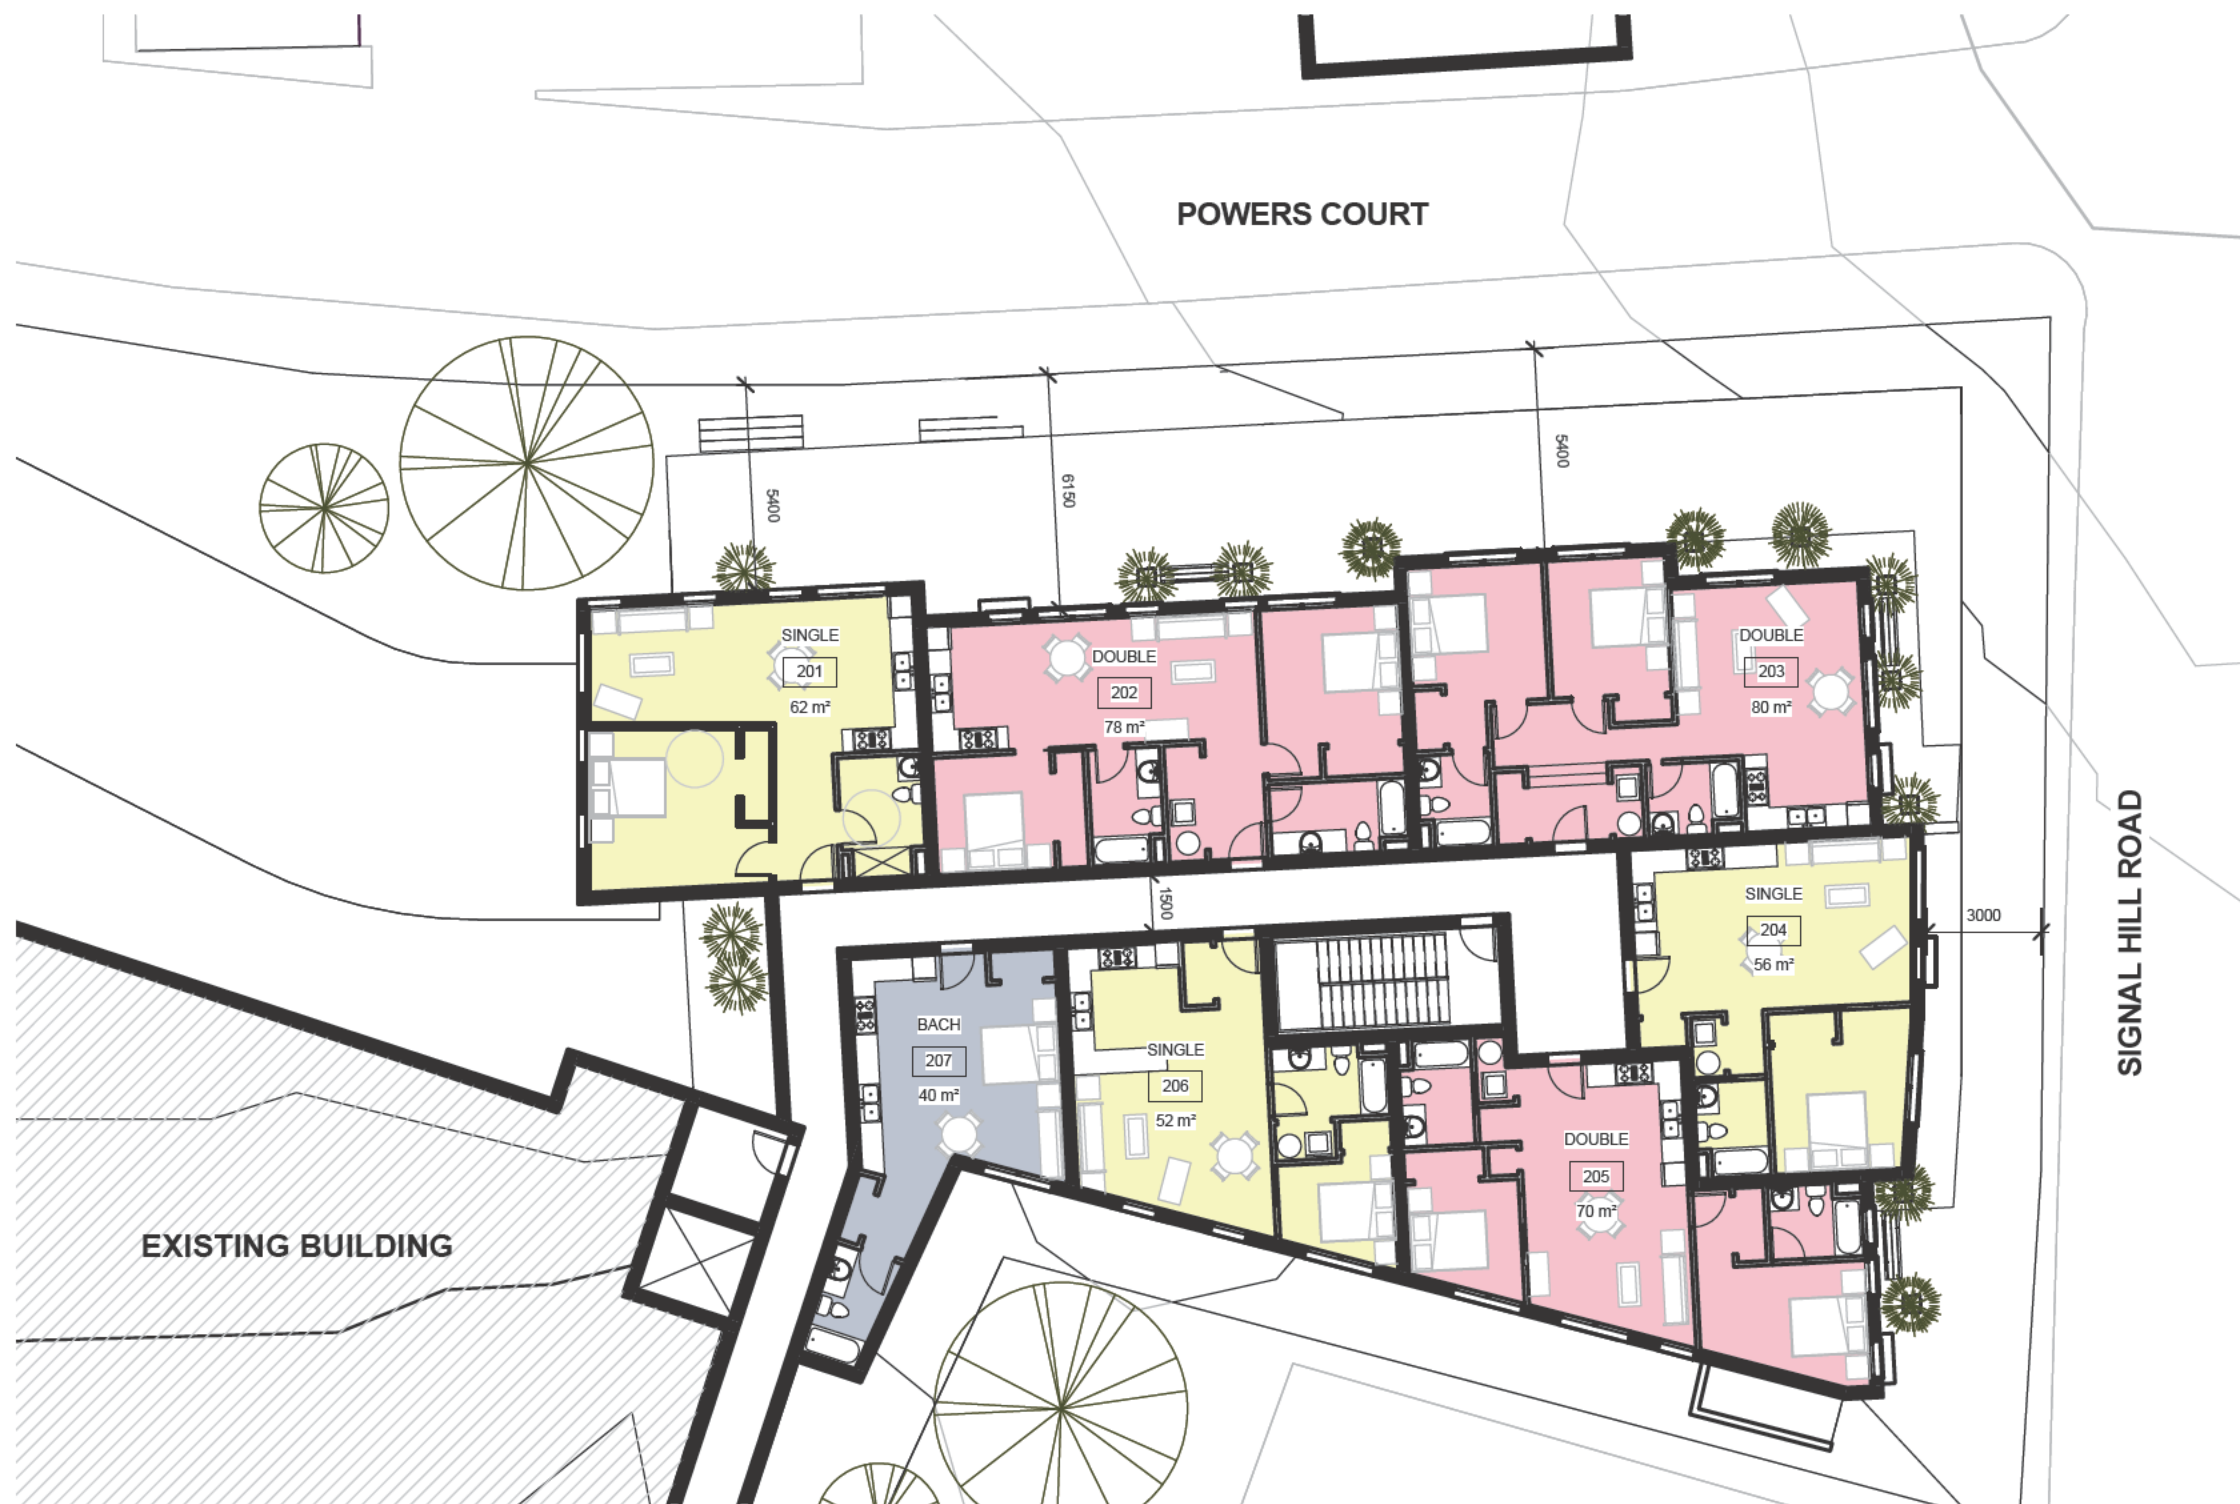 POWERS COURT
5400
6150
5400
SINGLE
201
62 m²
DOUBLE
202
78 m²
DOUBLE
203
80 m²
1500
SINGLE
204
56 m²
3000
SIGNAL HILL ROAD
BACH
207
40 m²
SINGLE
206
52 m²
DOUBLE
205
70 m²
EXISTING BUILDING